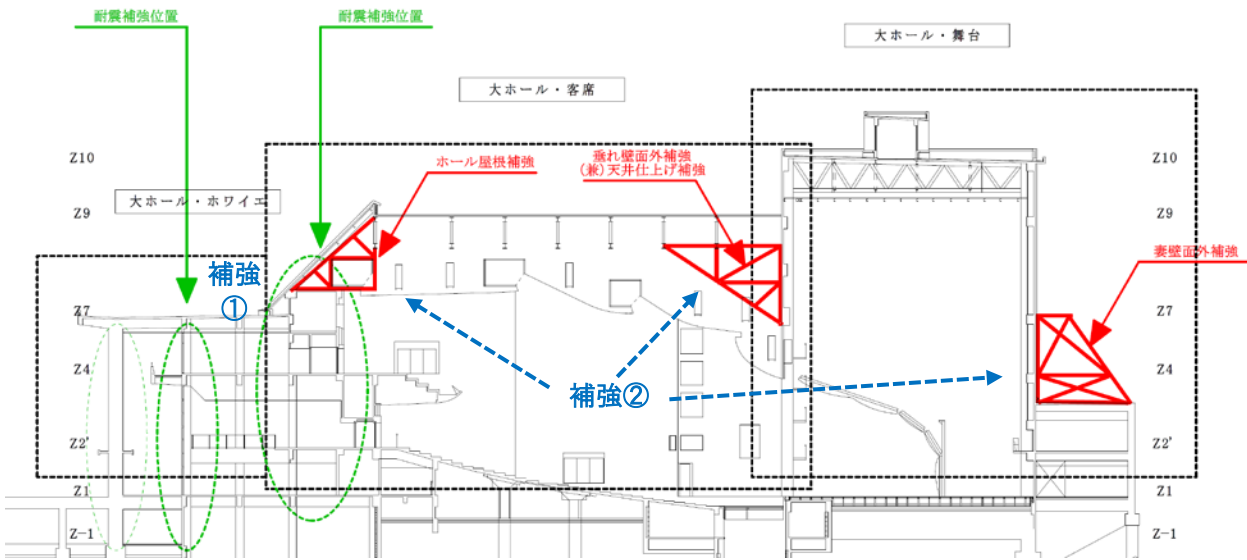 耐震補強位置
耐震補強位置
大ホール・舞台
大ホール・客席
Z10
ホール屋根補強
垂れ壁面外補強
(兼)天井仕上げ補強
Z10
大ホール・ホワイエ
Z9
Z9
妻壁面外補強
補強
①
Z7
Z7
Z4
補強②
Z4
Z2'
Z2'
Z1
Z1
Z-1
Z-1